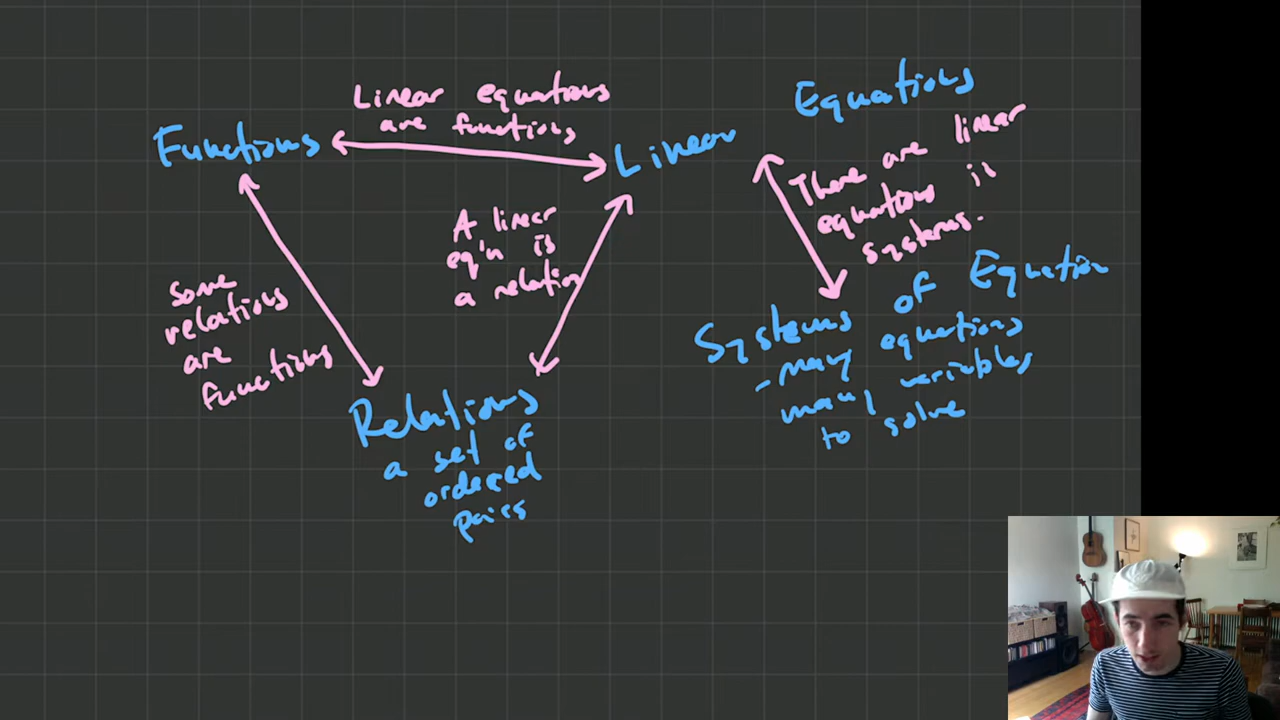 Linear equations
are functions
Functions
Linear Equations
There are linear
equations in
systems.
A linear
eq'n is
a relation
Some
relations
are
functions
Relations
a set of
ordered
pairs
Systems of Equation
- many equations
many variables
to solve